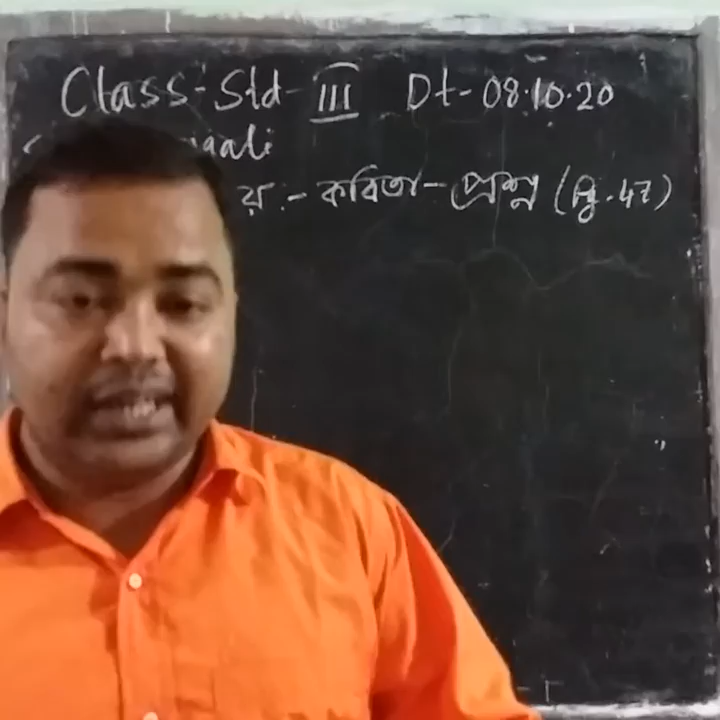 Class-Std-III Dt-08.10.20
য়:- কবিতা-প্রশ্ন (Pg.47)